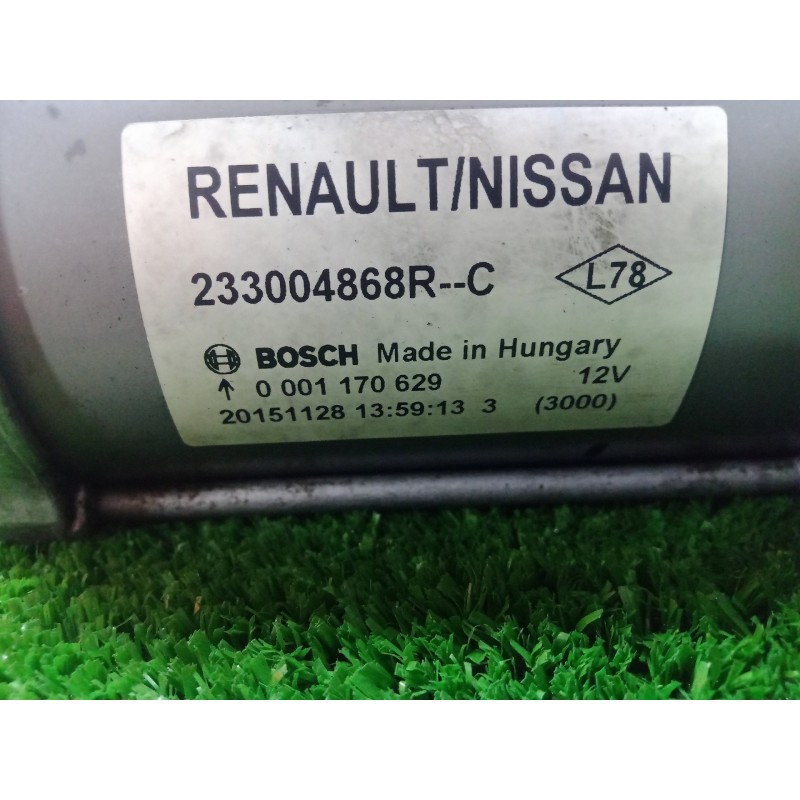 RENAULT/NISSAN
233004868R--C L78
BOSCH Made in Hungary
0 001 170 629 12V
20151128 13:59:13 3 (3000)